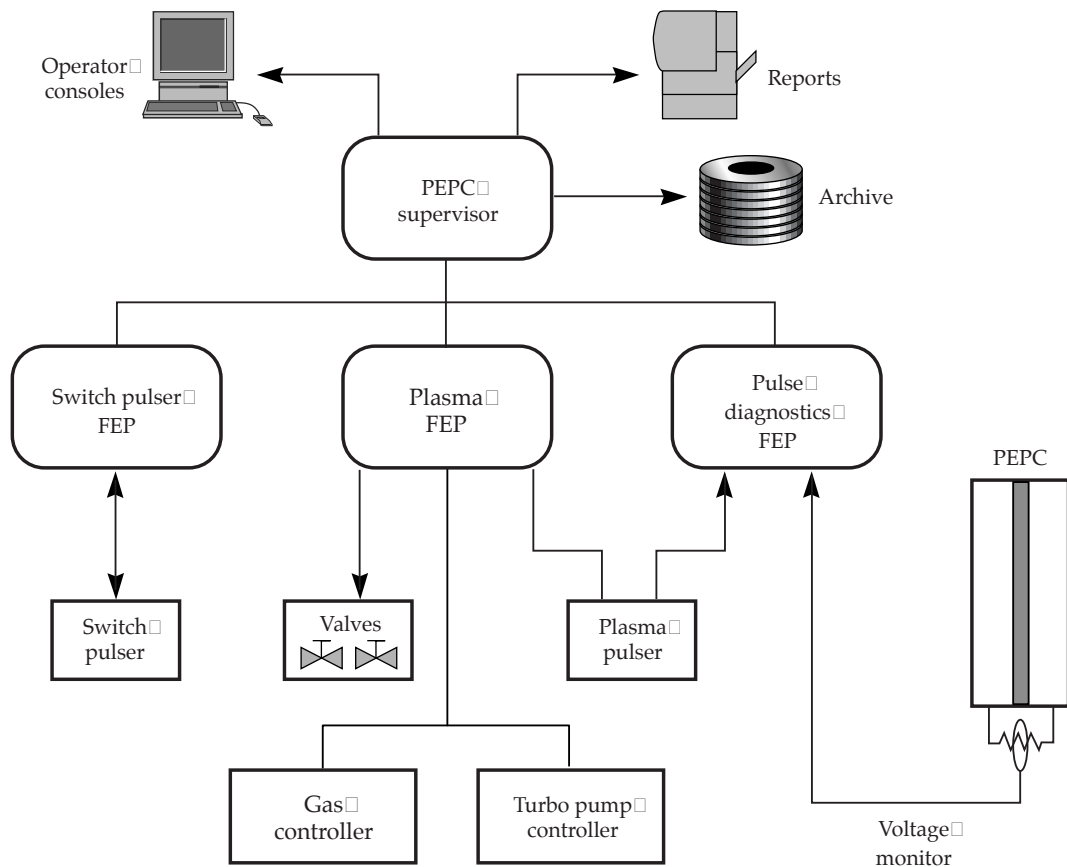 Operator□
consoles
Reports
PEPC□
supervisor
Archive
Switch pulser□
FEP
Plasma□
FEP
Pulse□
diagnostics□
FEP
PEPC
Switch□
pulser
Valves
Plasma□
pulser
Gas□
controller
Turbo pump□
controller
Voltage□
monitor